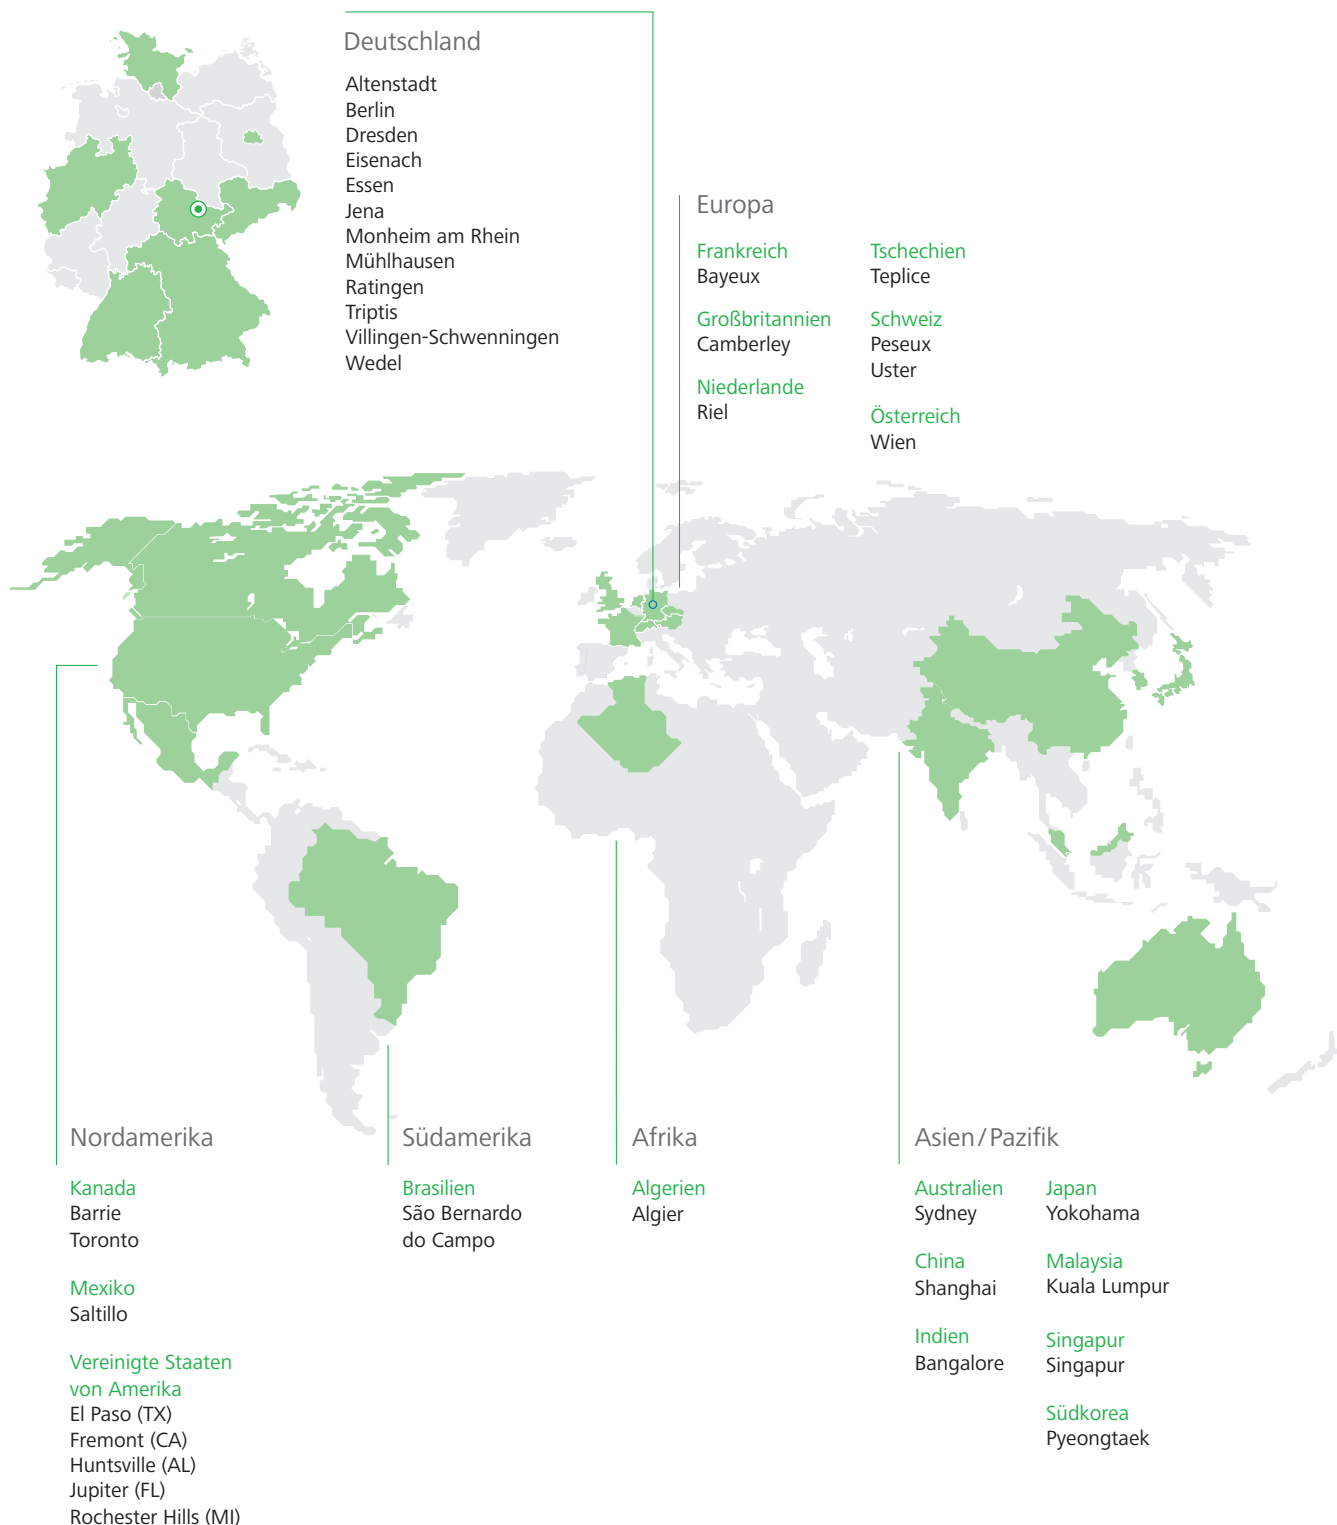 Deutschland
Altenstadt
Berlin
Dresden
Eisenach
Essen
Jena
Monheim am Rhein
Mühlhausen
Ratingen
Triptis
Villingen-Schwenningen
Wedel
Europa
Frankreich
Bayeux
Großbritannien
Camberley
Niederlande
Riel
Tschechien
Teplice
Schweiz
Peseux
Uster
Österreich
Wien
Nordamerika
Kanada
Barrie
Toronto
Mexiko
Saltillo
Vereinigte Staaten
von Amerika
El Paso (TX)
Fremont (CA)
Huntsville (AL)
Jupiter (FL)
Rochester Hills (MI)
Südamerika
Brasilien
São Bernardo
do Campo
Afrika
Algerien
Algier
Asien/Pazifik
Australien
Sydney
China
Shanghai
Indien
Bangalore
Japan
Yokohama
Malaysia
Kuala Lumpur
Singapur
Singapur
Südkorea
Pyeongtaek